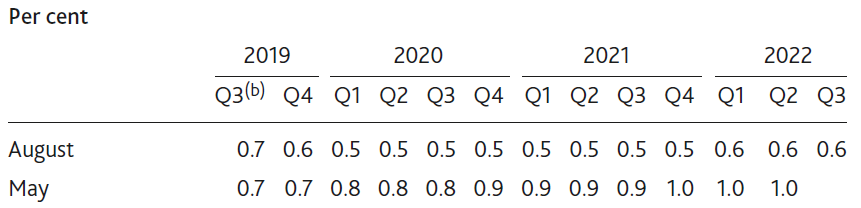 Per cent
2019 2020 2021 2022
Q3(b) Q4 Q1 Q2 Q3 Q4 Q1 Q2 Q3 Q4 Q1 Q2 Q3
August 0.7 0.6 0.5 0.5 0.5 0.5 0.5 0.5 0.5 0.5 0.6 0.6 0.6
May 0.7 0.7 0.8 0.8 0.8 0.9 0.9 0.9 0.9 1.0 1.0 1.0